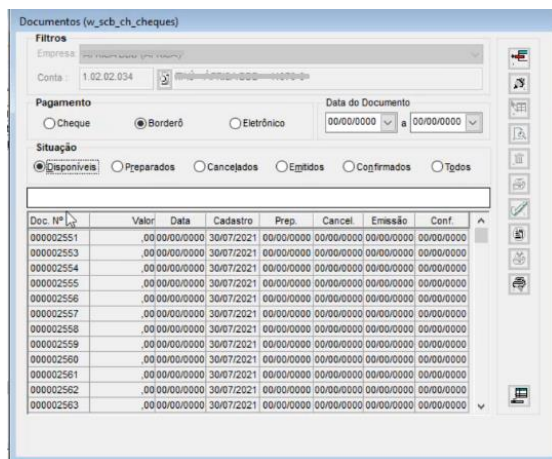 Documentos (w_scb_ch_cheques)
Filtros
Empresa
Conta : 1.02.02.034
Pagamento
Cheque Borderô Eletrônico
Data do Documento
00/00/0000 a 00/00/0000
Situação
Disponíveis Preparados Cancelados Emitidos Confirmados Todos
Doc. Nº Valor Data Cadastro Prep. Cancel. Emissão Conf.
000002551 ,00 00/00/0000 30/07/2021 00/00/0000 00/00/0000 00/00/0000 00/00/0000
000002553 ,00 00/00/0000 30/07/2021 00/00/0000 00/00/0000 00/00/0000 00/00/0000
000002554 ,00 00/00/0000 30/07/2021 00/00/0000 00/00/0000 00/00/0000 00/00/0000
000002555 ,00 00/00/0000 30/07/2021 00/00/0000 00/00/0000 00/00/0000 00/00/0000
000002556 ,00 00/00/0000 30/07/2021 00/00/0000 00/00/0000 00/00/0000 00/00/0000
000002557 ,00 00/00/0000 30/07/2021 00/00/0000 00/00/0000 00/00/0000 00/00/0000
000002558 ,00 00/00/0000 30/07/2021 00/00/0000 00/00/0000 00/00/0000 00/00/0000
000002559 ,00 00/00/0000 30/07/2021 00/00/0000 00/00/0000 00/00/0000 00/00/0000
000002560 ,00 00/00/0000 30/07/2021 00/00/0000 00/00/0000 00/00/0000 00/00/0000
000002561 ,00 00/00/0000 30/07/2021 00/00/0000 00/00/0000 00/00/0000 00/00/0000
000002562 ,00 00/00/0000 30/07/2021 00/00/0000 00/00/0000 00/00/0000 00/00/0000
000002563 ,00 00/00/0000 30/07/2021 00/00/0000 00/00/0000 00/00/0000 00/00/0000